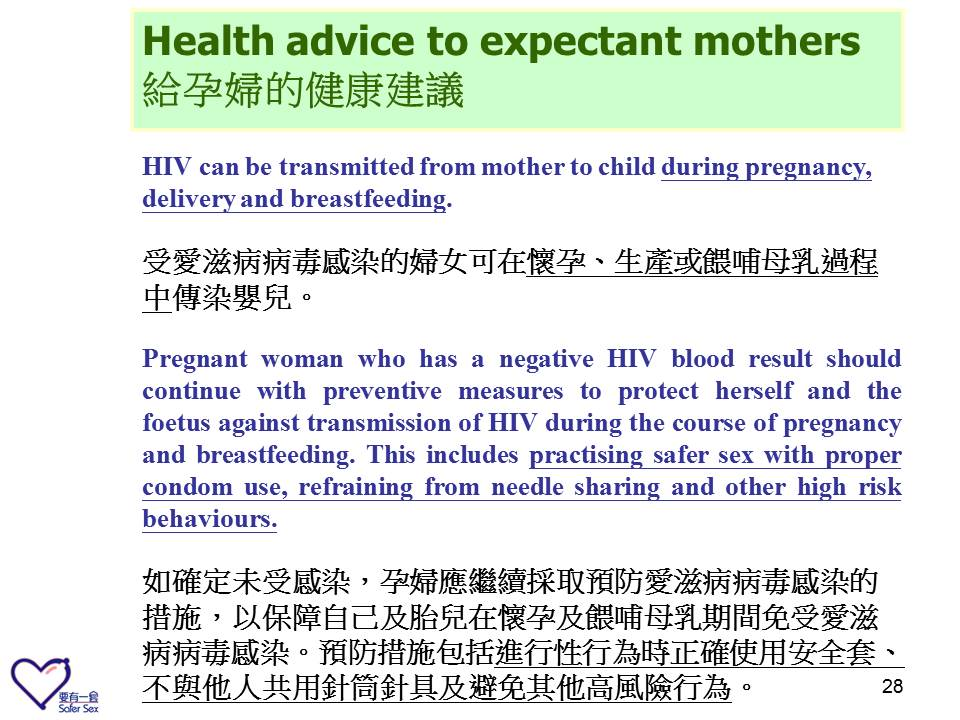 Health advice to expectant mothers
給孕婦的健康建議
HIV can be transmitted from mother to child during pregnancy,
delivery and breastfeeding.
受愛滋病病毒感染的婦女可在懷孕、生產或餵哺母乳過程
中傳染嬰兒。
Pregnant woman who has a negative HIV blood result should
continue with preventive measures to protect herself and the
foetus against transmission of HIV during the course of pregnancy
and breastfeeding. This includes practising safer sex with proper
condom use, refraining from needle sharing and other high risk
behaviours.
如確定未受感染，孕婦應繼續採取預防愛滋病病毒感染的
措施，以保障自己及胎兒在懷孕及餵哺母乳期間免受愛滋
病病毒感染。預防措施包括進行性行為時正確使用安全套、
不與他人共用針筒針具及避免其他高風險行為。
要有一套
Safer Sex
28